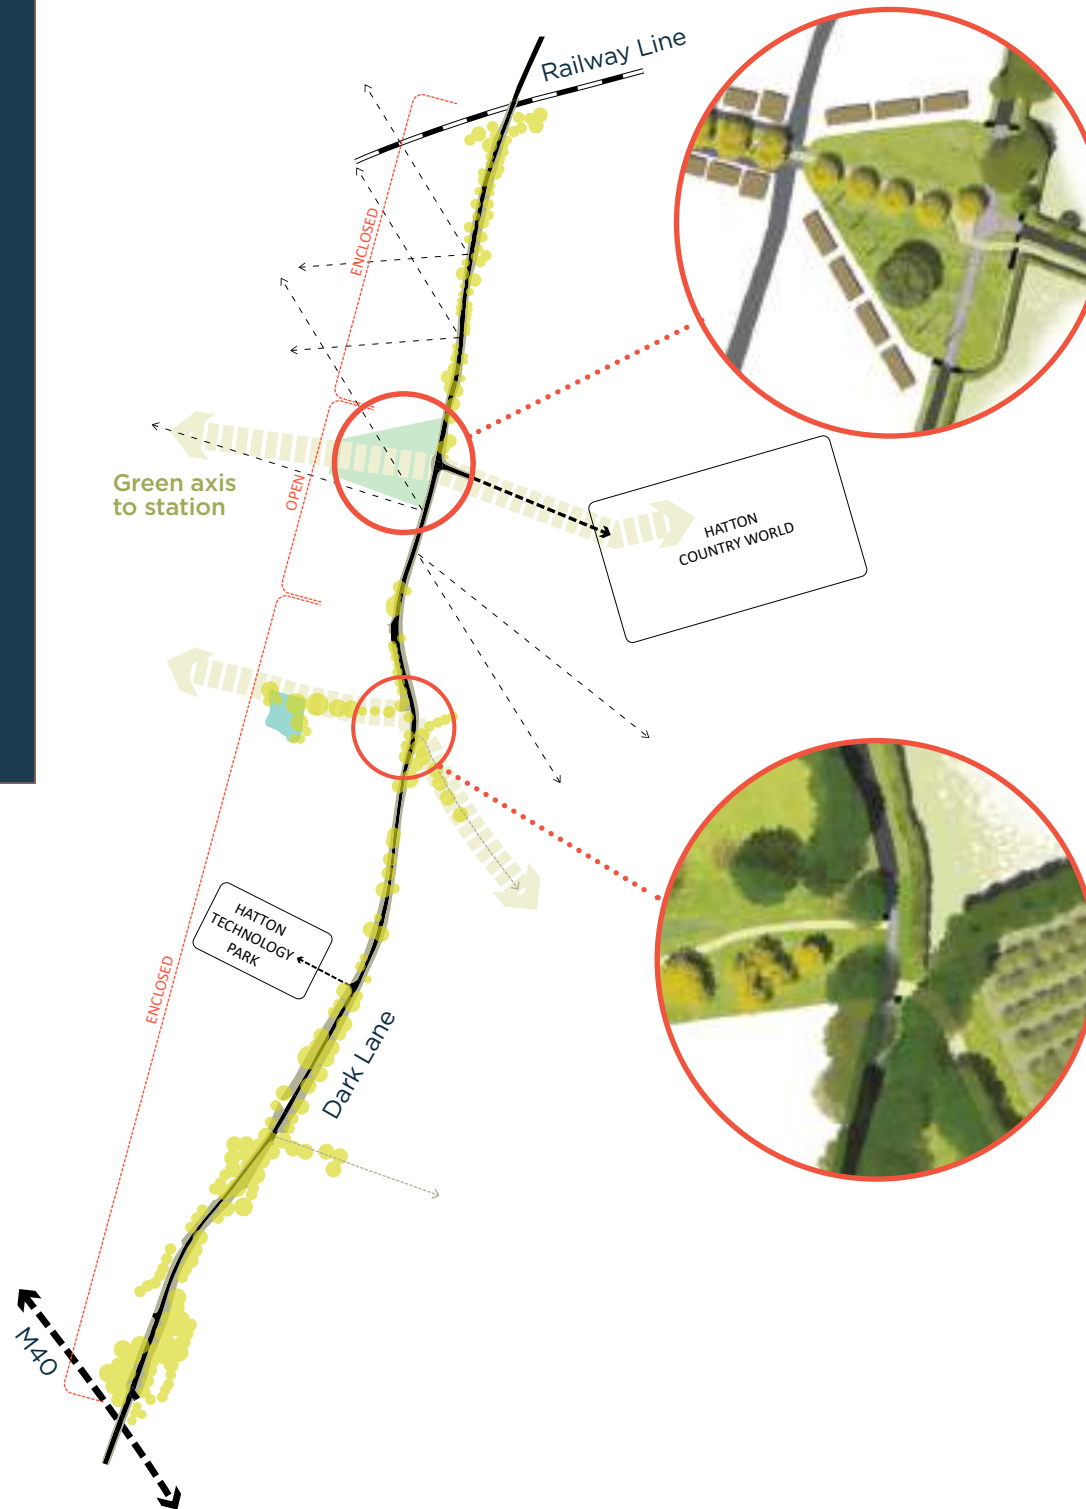 Railway Line
ENCLOSED
Green axis
to station
OPEN
HATTON
COUNTRY WORLD
HATTON
TECHNOLOGY
PARK
ENCLOSED
Dark Lane
M40